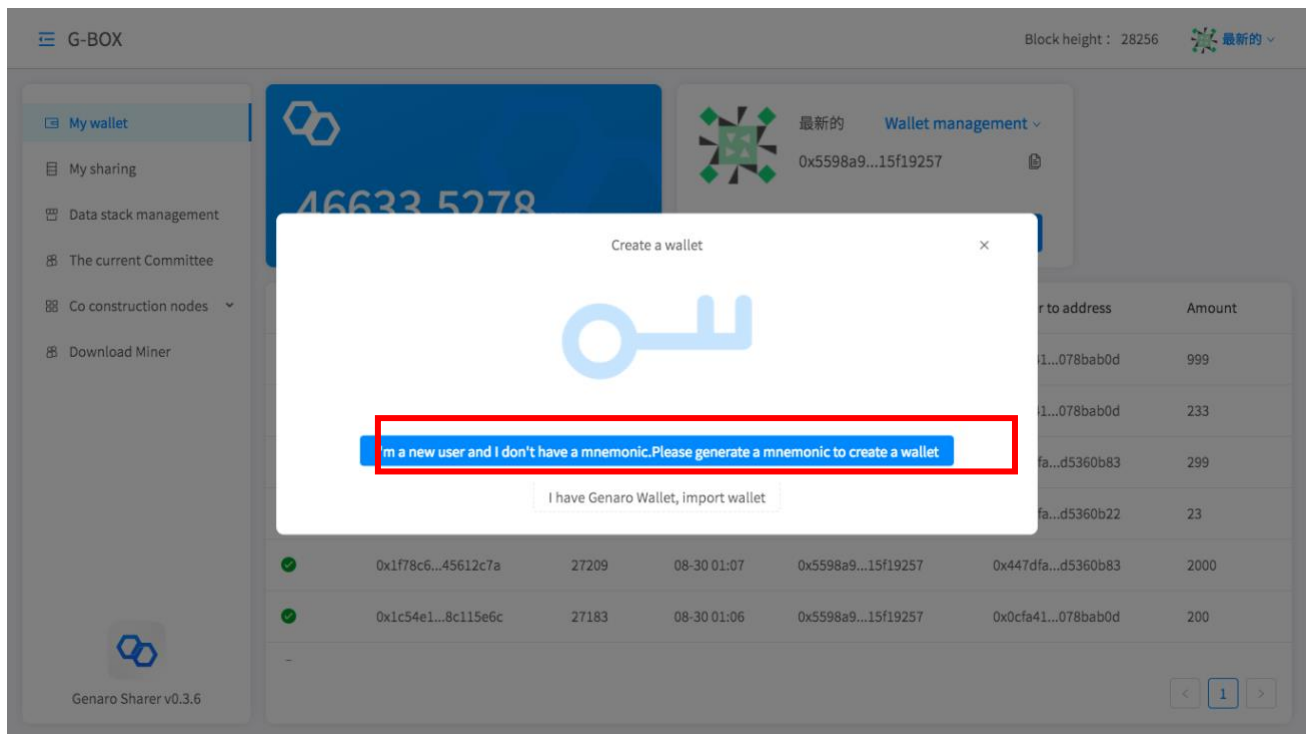 G-BOX
Block height： 28256
最新的
My wallet
My sharing
Data stack management
The current Committee
Co construction nodes
Download Miner
Genaro Sharer v0.3.6
46633.5278
最新的 Wallet management
0x5598a9...15f19257
Create a wallet
I'm a new user and I don't have a mnemonic.Please generate a mnemonic to create a wallet
I have Genaro Wallet, import wallet
to address Amount
1...078bab0d 999
1...078bab0d 233
fa...d5360b83 299
fa...d5360b22 23
0x1f78c6...45612c7a 27209 08-30 01:07 0x5598a9...15f19257 0x447dfa...d5360b83 2000
0x1c54e1...8c115e6c 27183 08-30 01:06 0x5598a9...15f19257 0x0cfa41...078bab0d 200
< 1 >